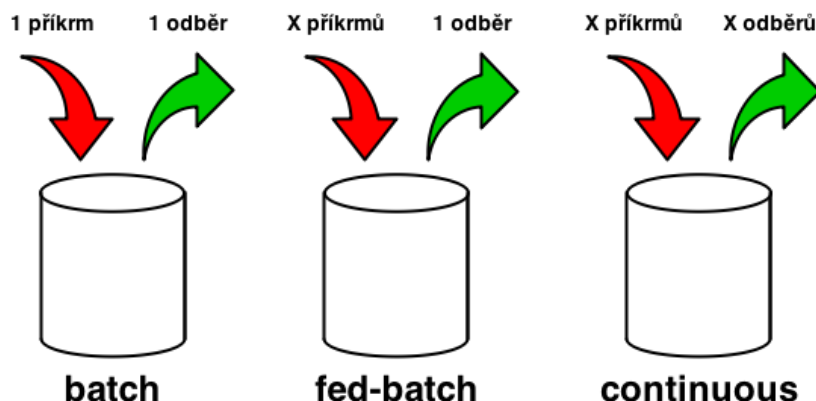 1 příkrm 1 odběr X příkrmů 1 odběr X příkrmů X odběrů
batch fed-batch continuous